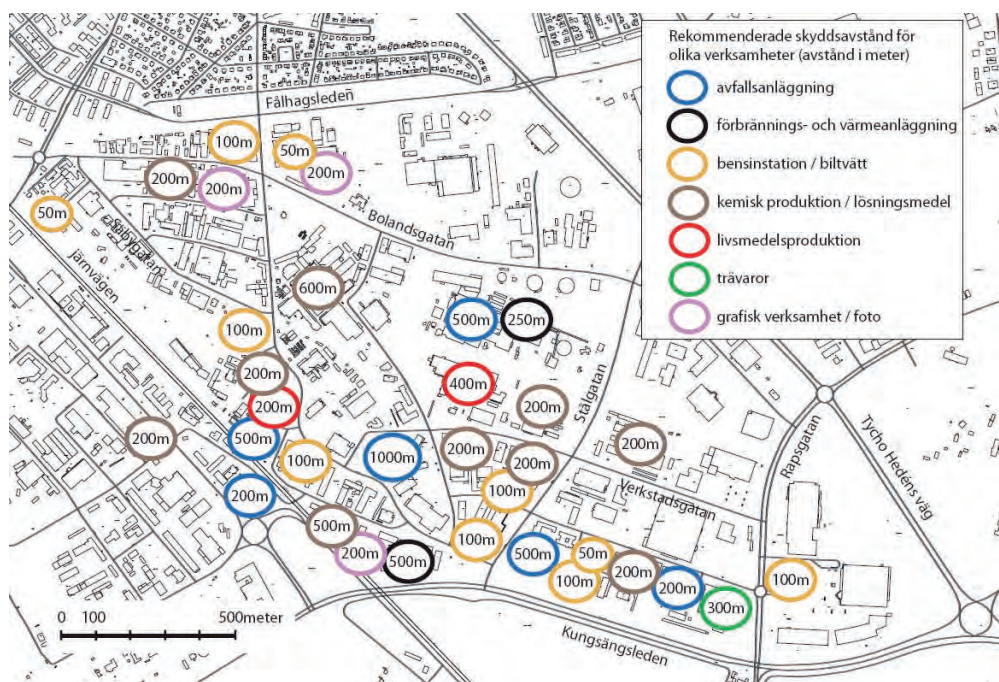 Rekommenderade skyddsavstånd för
olika verksamheter (avstånd i meter)
avfallsanläggning
förbrännings- och värmeanläggning
bensinstation / biltvätt
kemisk produktion / lösningsmedel
livsmedelsproduktion
trävaror
grafisk verksamhet / foto
Fålhagsleden
100m
50m
200m
200m
200m
50m
Bolandsgatan
Säbygatan
Järnvägen
600m
500m
250m
100m
200m
400m
200m
200m
Stålgatan
Rapsgatan
Tycho Hedéns väg
200m
500m
100m
1000m
200m
200m
200m
100m
Verkstadsgatan
200m
500m
200m
500m
100m
500m
50m
100m
200m
200m
300m
100m
Kungsängsleden
0 100 500meter